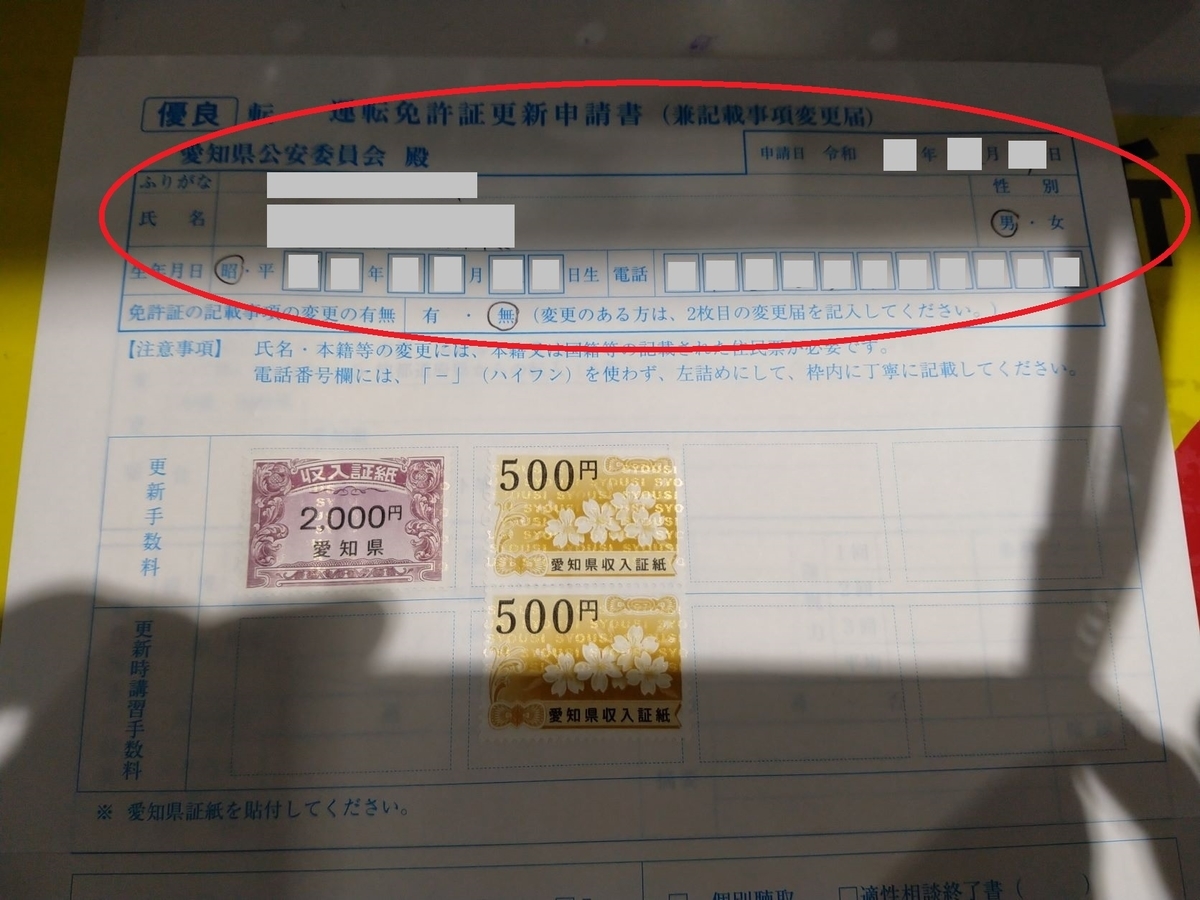 優良 転 運転免許証更新申請書（兼記載事項変更届）
愛知県公安委員会 殿
申請日 令和 年 月 日
ふりがな
性 別
氏 名
男・女
生年月日 昭・平 年 月 日生 電話
免許証の記載事項の変更の有無 有 ・ 無 （変更のある方は、2枚目の変更届を記入してください。）
【注意事項】 氏名・本籍等の変更には、本籍又は国籍等の記載された住民票が必要です。
電話番号欄には、「－」（ハイフン）を使わず、左詰めにして、枠内に丁寧に記載してください。
更新手数料
収入証紙
2,000円
愛知県
500円
愛知県収入証紙
更新時講習手数料
500円
愛知県収入証紙
※ 愛知県証紙を貼付してください。
個別聴取 □適性相談終了書（ ）